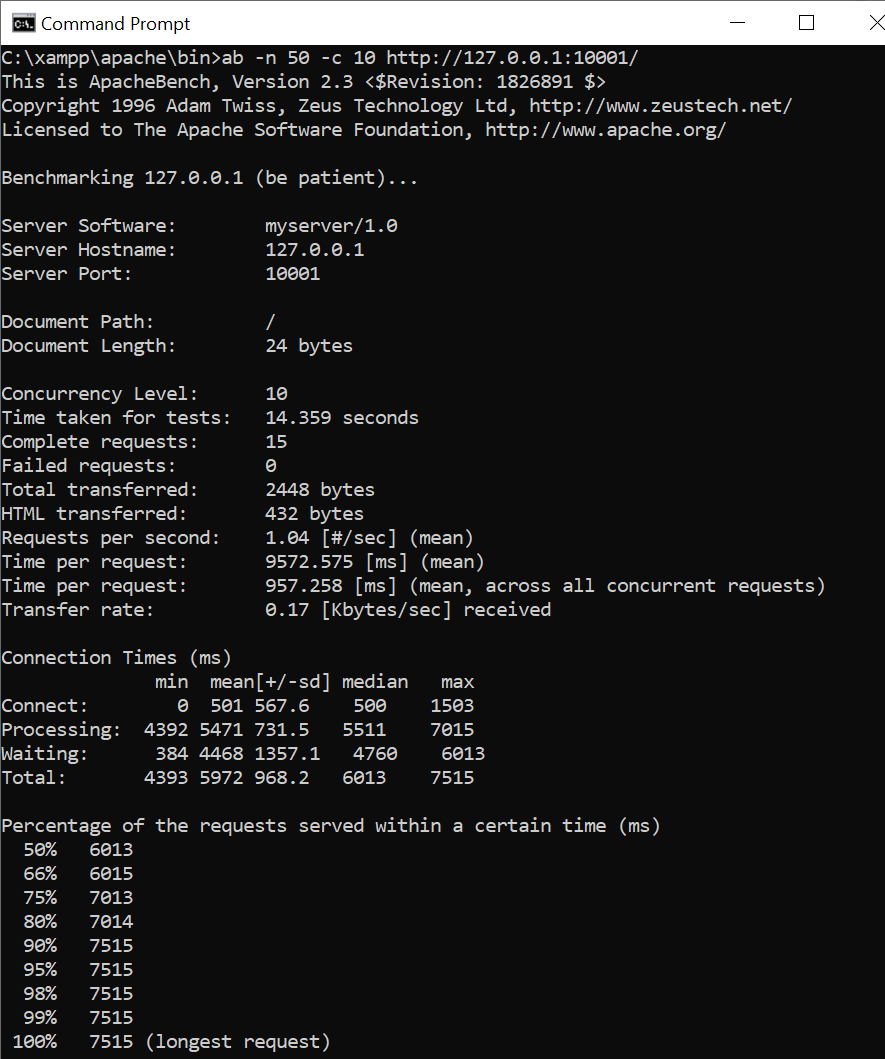 Command Prompt
C:\xampp\apache\bin>ab -n 50 -c 10 http://127.0.0.1:10001/
This is ApacheBench, Version 2.3 <$Revision: 1826891 $>
Copyright 1996 Adam Twiss, Zeus Technology Ltd, http://www.zeustech.net/
Licensed to The Apache Software Foundation, http://www.apache.org/

Benchmarking 127.0.0.1 (be patient)...

Server Software:        myserver/1.0
Server Hostname:        127.0.0.1
Server Port:            10001

Document Path:          /
Document Length:        24 bytes

Concurrency Level:      10
Time taken for tests:   14.359 seconds
Complete requests:      15
Failed requests:        0
Total transferred:      2448 bytes
HTML transferred:       432 bytes
Requests per second:    1.04 [#/sec] (mean)
Time per request:       9572.575 [ms] (mean)
Time per request:       957.258 [ms] (mean, across all concurrent requests)
Transfer rate:          0.17 [Kbytes/sec] received

Connection Times (ms)
              min  mean[+/-sd] median   max
Connect:        0  501 567.6    500    1503
Processing:  4392 5471 731.5   5511    7015
Waiting:      384 4468 1357.1   4760    6013
Total:       4393 5972 968.2   6013    7515

Percentage of the requests served within a certain time (ms)
  50%   6013
  66%   6015
  75%   7013
  80%   7014
  90%   7515
  95%   7515
  98%   7515
  99%   7515
 100%   7515 (longest request)